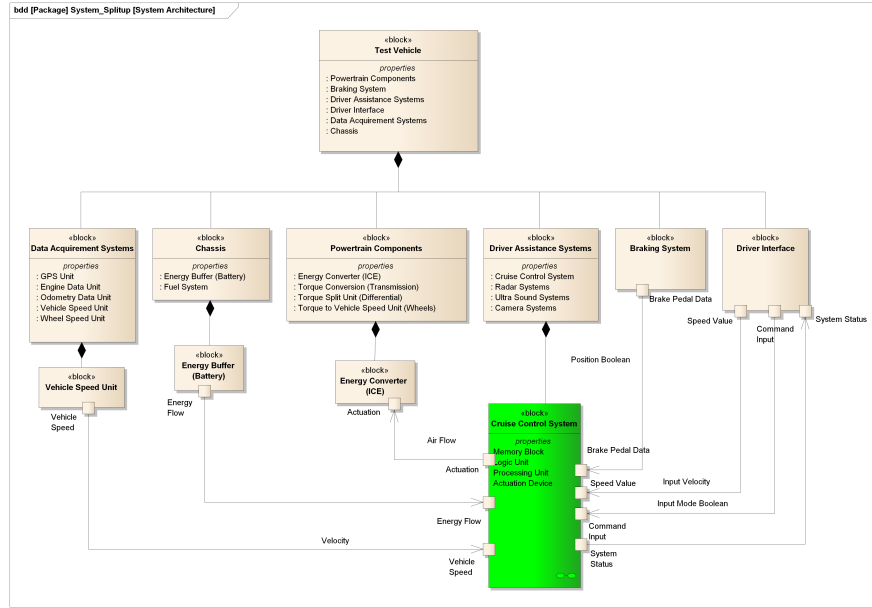 bdd [Package] System_Splitup [System Architecture]
«block»
Test Vehicle
properties
: Powertrain Components
: Braking System
: Driver Assistance Systems
: Driver Interface
: Data Acquirement Systems
: Chassis
«block»
Data Acquirement Systems
properties
: GPS Unit
: Engine Data Unit
: Odometry Data Unit
: Vehicle Speed Unit
: Wheel Speed Unit
«block»
Chassis
properties
: Energy Buffer (Battery)
: Fuel System
«block»
Powertrain Components
properties
: Energy Converter (ICE)
: Torque Conversion (Transmission)
: Torque Split Unit (Differential)
: Torque to Vehicle Speed Unit (Wheels)
«block»
Driver Assistance Systems
properties
: Cruise Control System
: Radar Systems
: Ultra Sound Systems
: Camera Systems
«block»
Braking System
Brake Pedal Data
«block»
Driver Interface
Speed Value
Command
Input
System Status
«block»
Vehicle Speed Unit
Vehicle
Speed
«block»
Energy Buffer
(Battery)
Energy
Flow
«block»
Energy Converter
(ICE)
Actuation
Position Boolean
«block»
Cruise Control System
properties
Memory Block
Logic Unit
Processing Unit
Actuation Device
Air Flow
Actuation
Energy Flow
Velocity
Vehicle
Speed
Brake Pedal Data
Speed Value
Input Velocity
Input Mode Boolean
Command
Input
System
Status